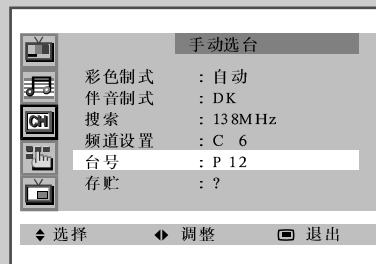 手动选台
彩色制式 : 自动
伴音制式 : DK
CH 搜索 : 138MHz
频道设置 : C 6
台号 : P 12
存贮 : ?
选择 调整 退出